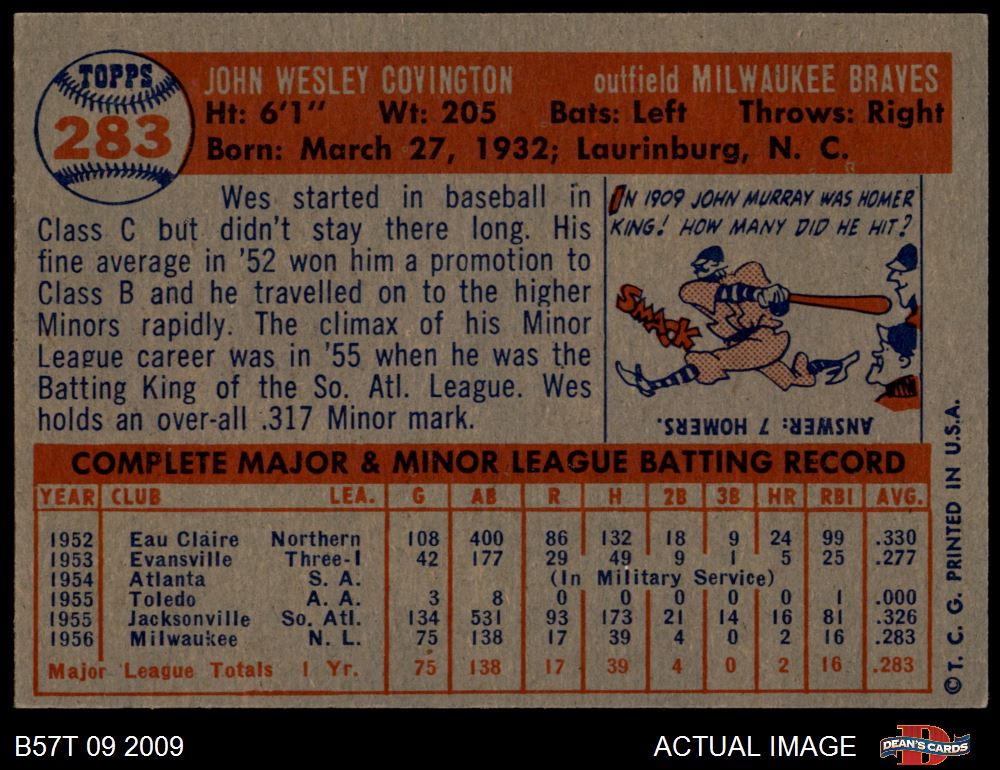 TOPPS
283
JOHN WESLEY COVINGTON outfield MILWAUKEE BRAVES
Ht: 6'1" Wt: 205 Bats: Left Throws: Right
Born: March 27, 1932; Laurinburg, N. C.
Wes started in baseball in
Class C but didn't stay there long. His
fine average in '52 won him a promotion to
Class B and he travelled on to the higher
Minors rapidly. The climax of his Minor
League career was in '55 when he was the
Batting King of the So. Atl. League. Wes
holds an over-all .317 Minor mark.
IN 1909 JOHN MURRAY WAS HOMER
KING! HOW MANY DID HE HIT?
SMACK
ANSWER: 7 HOMERS.
COMPLETE MAJOR & MINOR LEAGUE BATTING RECORD
YEAR CLUB LEA. G AB R H 2B 3B HR RBI AVG.
1952 Eau Claire Northern 108 400 86 132 18 9 24 99 .330
1953 Evansville Three-I 42 177 29 49 9 1 5 25 .277
1954 Atlanta S. A. (In Military Service)
1955 Toledo A. A. 3 8 0 0 0 0 0 1 .000
1955 Jacksonville So. Atl. 134 531 93 173 21 14 16 81 .326
1956 Milwaukee N. L. 75 138 17 39 4 0 2 16 .283
Major League Totals 1 Yr. 75 138 17 39 4 0 2 16 .283
©T. C. G. PRINTED IN U.S.A.
B57T 09 2009
ACTUAL IMAGE
DEAN'S CARDS